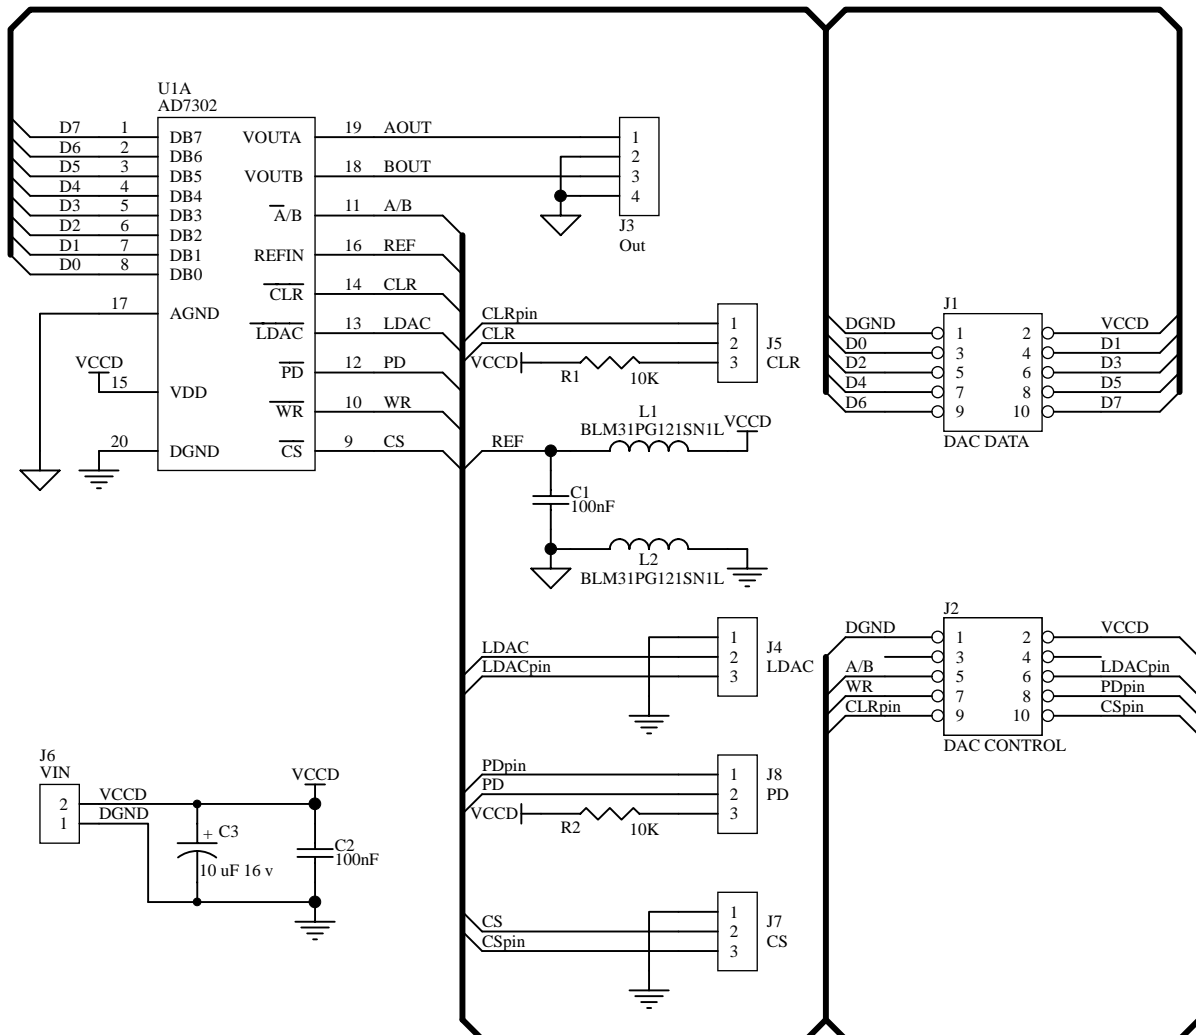 U1A
AD7302
D7 1 DB7 VOUTA 19 AOUT
D6 2 DB6
D5 3 DB5 VOUTB 18 BOUT
D4 4 DB4
D3 5 DB3 A/B 11 A/B
D2 6 DB2
D1 7 DB1 REFIN 16 REF
D0 8 DB0
CLR 14 CLR
17 AGND
LDAC 13 LDAC
VCCD
PD 12 PD
15 VDD
WR 10 WR
20 DGND CS 9 CS
1
2
3
4
J3
Out
CLRpin 1
CLR 2
VCCD 3
R1 10K
J5
CLR
L1
BLM31PG121SN1L
VCCD
REF
C1
100nF
L2
BLM31PG121SN1L
J1
DGND 1 2 VCCD
D0 3 4 D1
D2 5 6 D3
D4 7 8 D5
D6 9 10 D7
DAC DATA
1
LDAC 2
LDACpin 3
J4
LDAC
J2
DGND 1 2 VCCD
3 4
A/B 5 6 LDACpin
WR 7 8 PDpin
CLRpin 9 10 CSpin
DAC CONTROL
J6
VIN
2 VCCD
1 DGND
VCCD
+ C3
10 uF 16 v
C2
100nF
PDpin 1
PD 2
VCCD 3
R2 10K
J8
PD
1
CS 2
CSpin 3
J7
CS